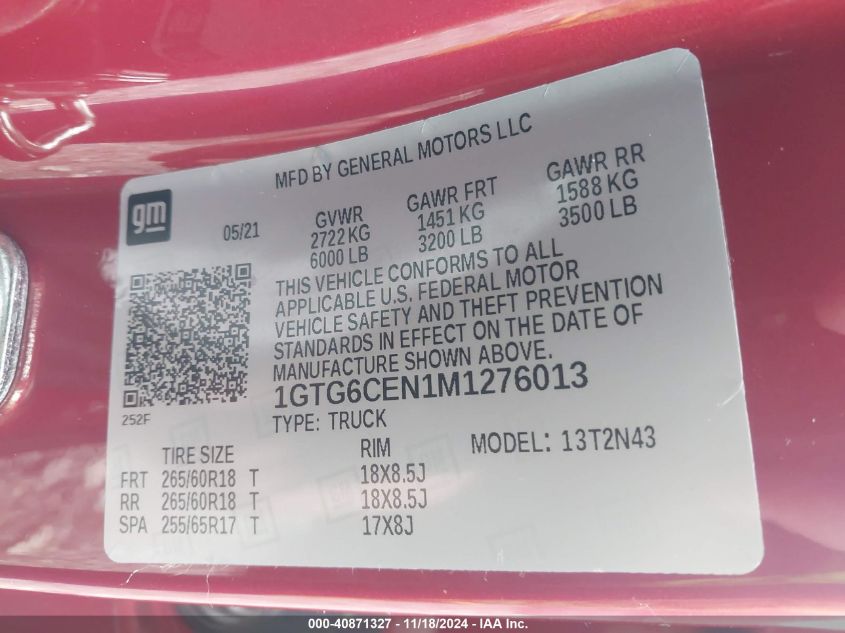 MFD BY GENERAL MOTORS LLC
gm
05/21
GVWR
2722 KG
6000 LB
GAWR FRT
1451 KG
3200 LB
GAWR RR
1588 KG
3500 LB
THIS VEHICLE CONFORMS TO ALL
APPLICABLE U.S. FEDERAL MOTOR
VEHICLE SAFETY AND THEFT PREVENTION
STANDARDS IN EFFECT ON THE DATE OF
MANUFACTURE SHOWN ABOVE.
1GTG6CEN1M1276013
252F
TYPE: TRUCK
MODEL: 13T2N43
TIRE SIZE RIM
FRT 265/60R18 T 18X8.5J
RR 265/60R18 T 18X8.5J
SPA 255/65R17 T 17X8J
000-40871327 - 11/18/2024 - IAA Inc.